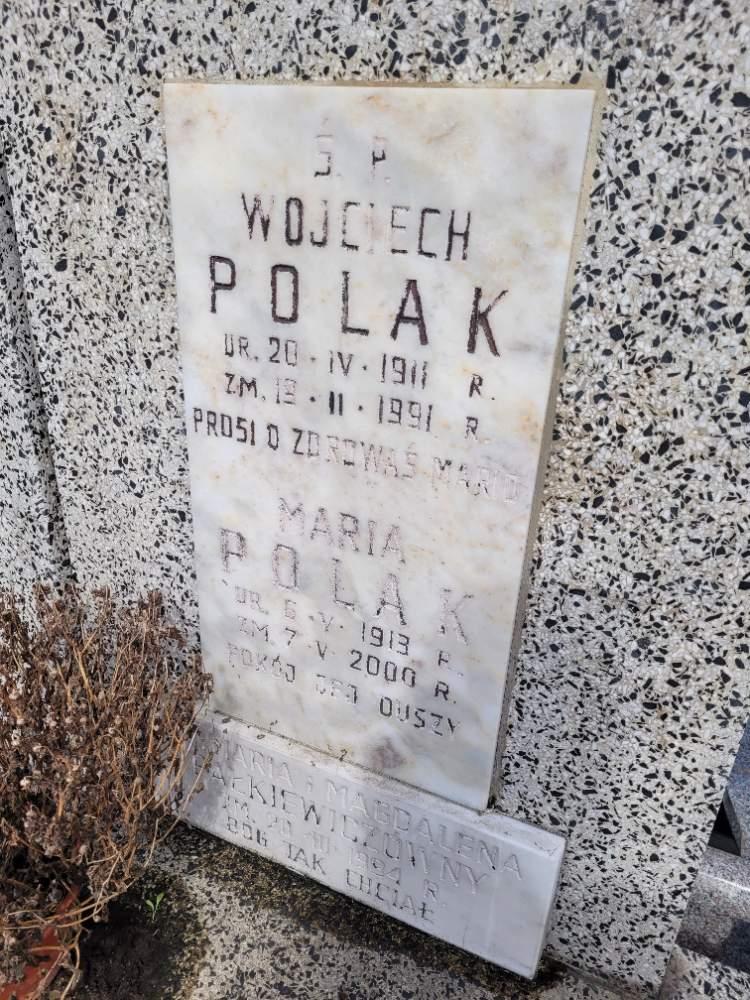 Ś. P.
WOJCIECH
POLAK
UR. 20 · IV · 1911 R.
ZM. 13 · II · 1991 R.
PROSI O ZDROWAŚ MARIO
MARIA
POLAK
UR. 6 · V · 1913 R.
ZM. 7 · V · 2000 R.
POKÓJ JEJ DUSZY
MARIA i MAGDALENA
ZM. 20 · III · 1994 R.
BÓG TAK CHCIAŁ